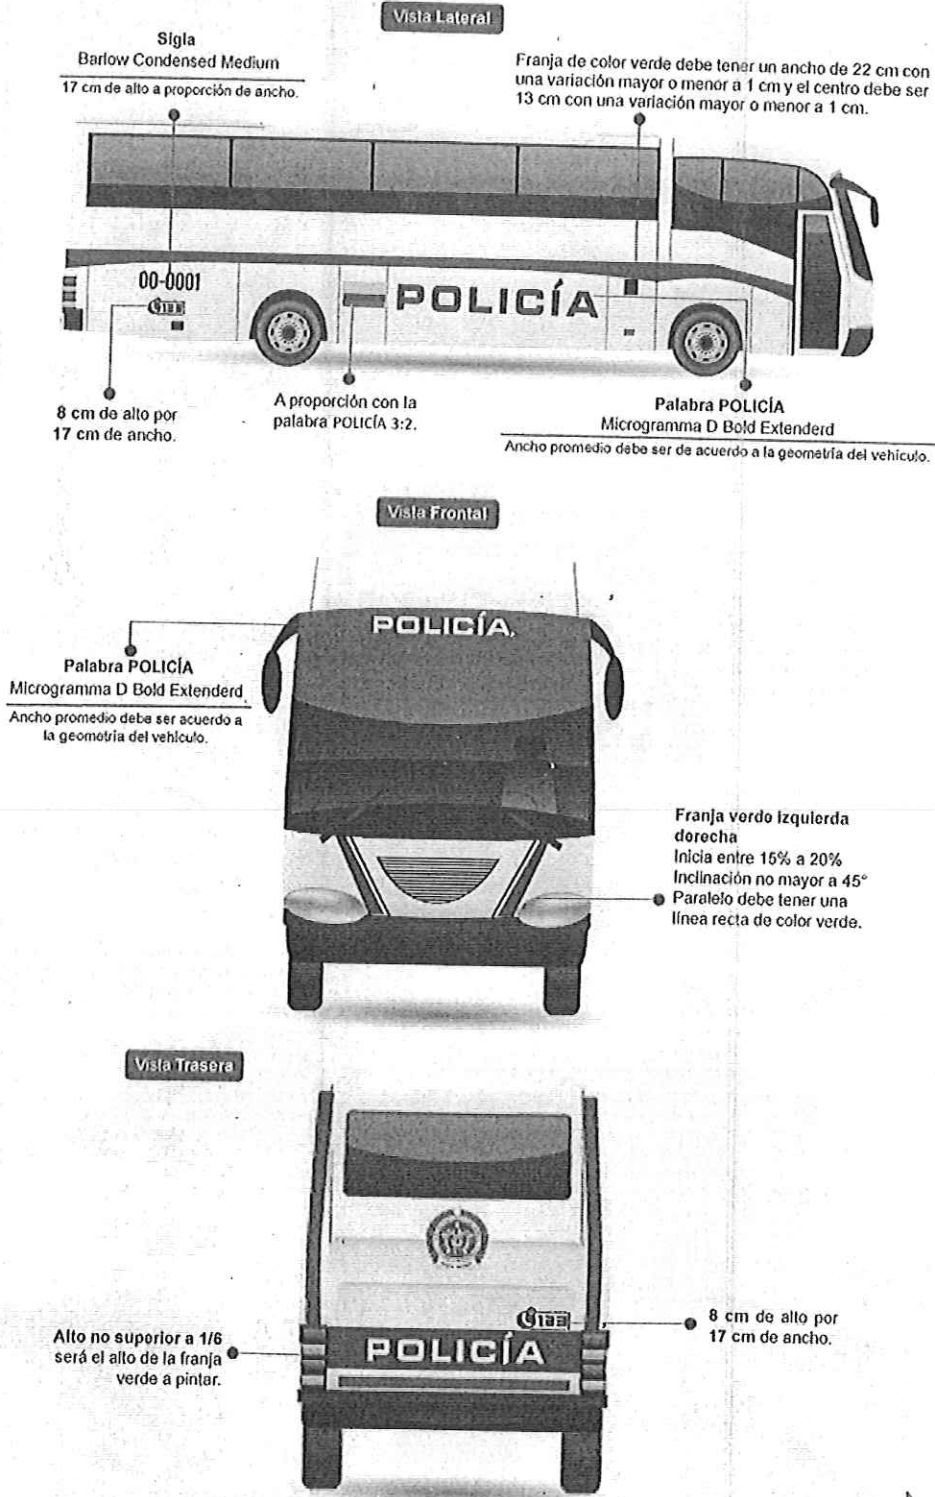 Vista Lateral
Sigla
Barlow Condensed Medium
17 cm de alto a proporción de ancho.
Franja de color verde debe tener un ancho de 22 cm con
una variación mayor o menor a 1 cm y el centro debe ser
13 cm con una variación mayor o menor a 1 cm.
00-0001
POLICÍA
8 cm de alto por
17 cm de ancho.
A proporción con la
palabra POLICÍA 3:2.
Palabra POLICÍA
Microgramma D Bold Extenderd
Ancho promedio debe ser de acuerdo a la geometría del vehículo.
Vista Frontal
POLICÍA
Palabra POLICÍA
Microgramma D Bold Extenderd
Ancho promedio debe ser acuerdo a
la geometria del vehículo.
Franja verde izquierda
derecha
Inicia entre 15% a 20%
Inclinación no mayor a 45°
Paralelo debe tener una
línea recta de color verde.
Vista Trasera
123
POLICÍA
8 cm de alto por
17 cm de ancho.
Alto no superior a 1/6
será el alto de la franja
verde a pintar.